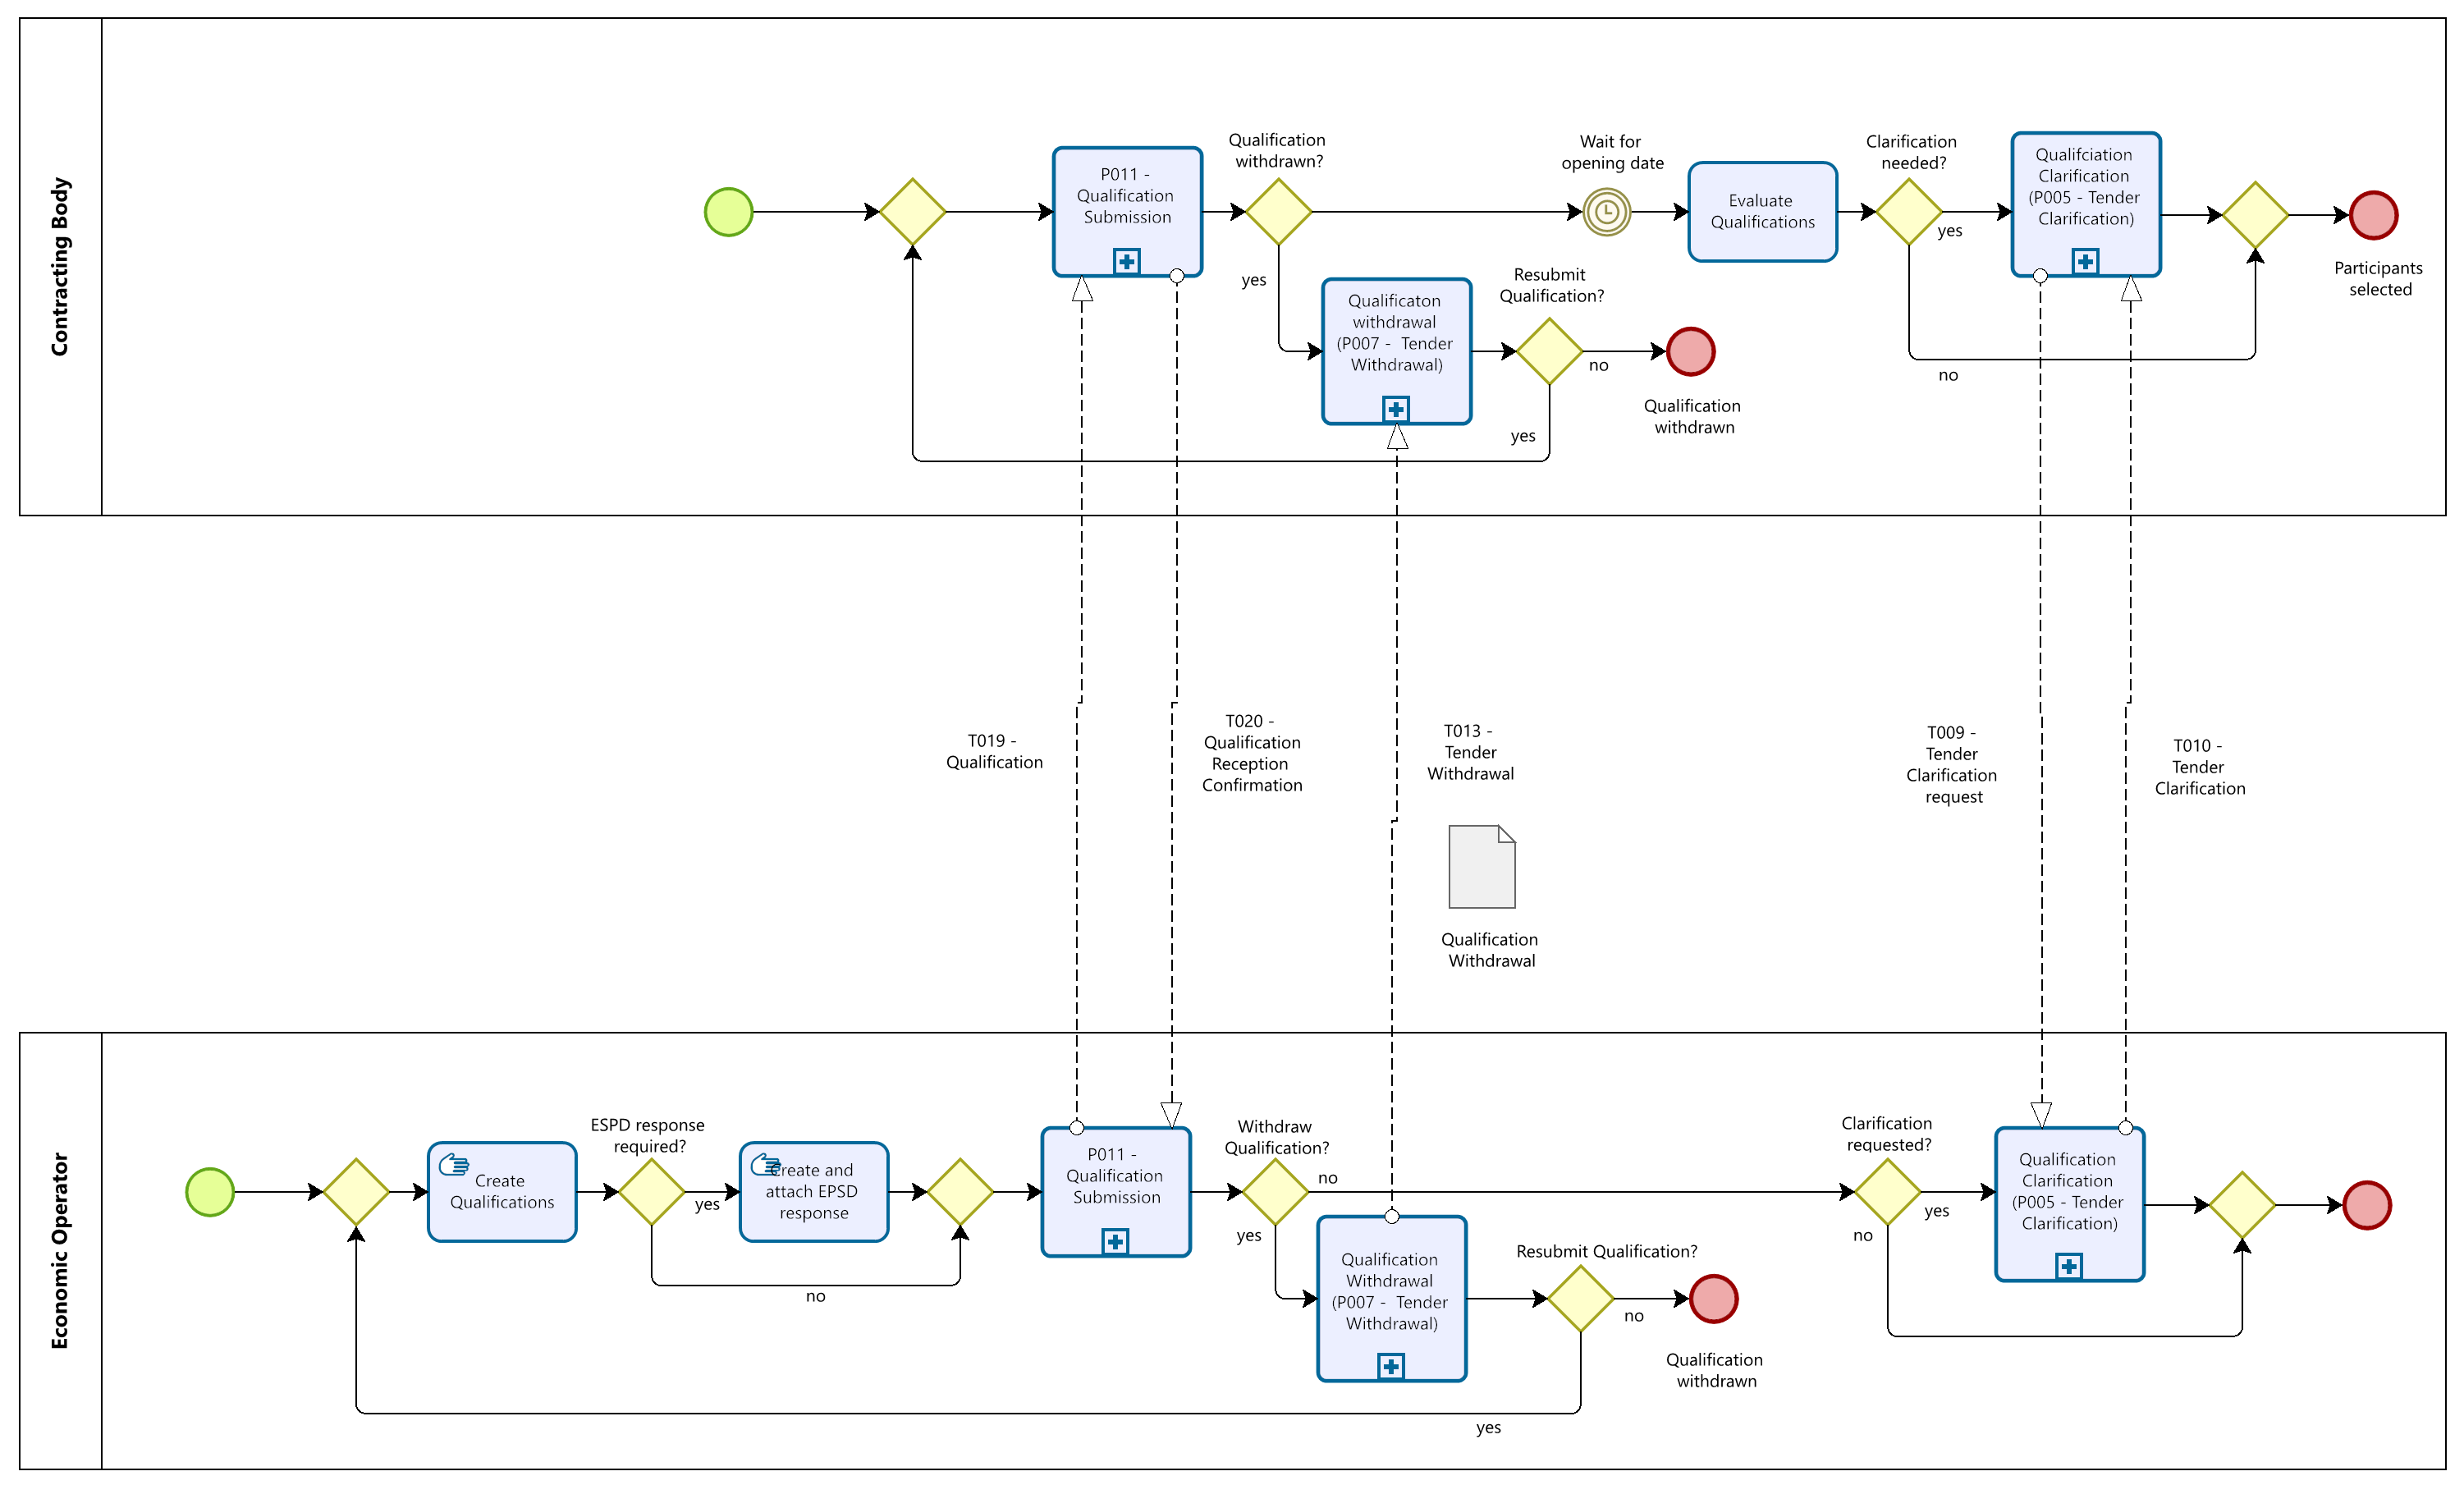 Contracting Body
P011 -
Qualification
Submission
Qualification
withdrawn?
yes
Qualificaton
withdrawal
(P007 -  Tender
Withdrawal)
Resubmit
Qualification?
no
yes
Qualification
withdrawn
Wait for
opening date
Evaluate
Qualifications
Clarification
needed?
yes
no
Qualifciation
Clarification
(P005 - Tender
Clarification)
Participants
selected
T019 -
Qualification
T020 -
Qualification
Reception
Confirmation
T013 -
Tender
Withdrawal
Qualification
Withdrawal
T009 -
Tender
Clarification
request
T010 -
Tender
Clarification
Economic Operator
Create
Qualifications
ESPD response
required?
yes
no
Create and
attach EPSD
response
P011 -
Qualification
Submission
Withdraw
Qualification?
no
yes
Qualification
Withdrawal
(P007 -  Tender
Withdrawal)
Resubmit Qualification?
no
yes
Qualification
withdrawn
Clarification
requested?
yes
no
Qualification
Clarification
(P005 - Tender
Clarification)